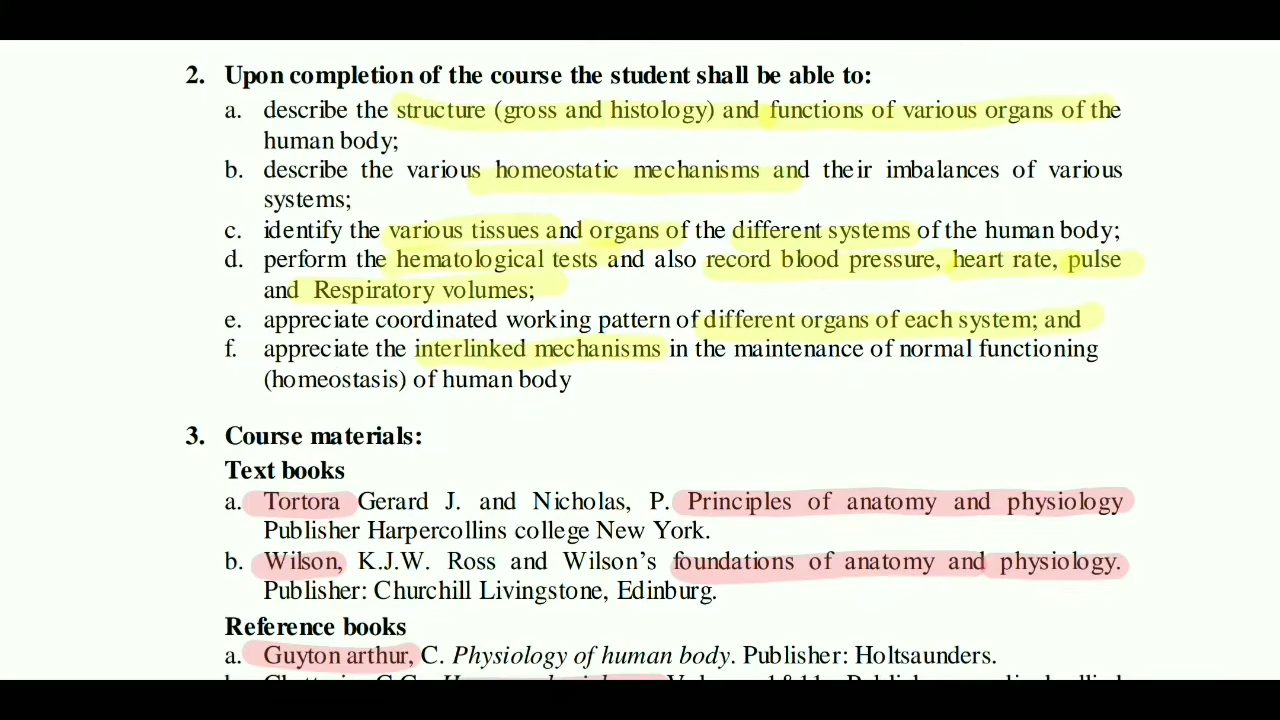 2. Upon completion of the course the student shall be able to:
a. describe the structure (gross and histology) and functions of various organs of the
human body;
b. describe the various homeostatic mechanisms and their imbalances of various
systems;
c. identify the various tissues and organs of the different systems of the human body;
d. perform the hematological tests and also record blood pressure, heart rate, pulse
and Respiratory volumes;
e. appreciate coordinated working pattern of different organs of each system; and
f. appreciate the interlinked mechanisms in the maintenance of normal functioning
(homeostasis) of human body
3. Course materials:
Text books
a. Tortora Gerard J. and Nicholas, P. Principles of anatomy and physiology
Publisher Harpercollins college New York.
b. Wilson, K.J.W. Ross and Wilson's foundations of anatomy and physiology.
Publisher: Churchill Livingstone, Edinburg.
Reference books
a. Guyton arthur, C. Physiology of human body. Publisher: Holtsaunders.